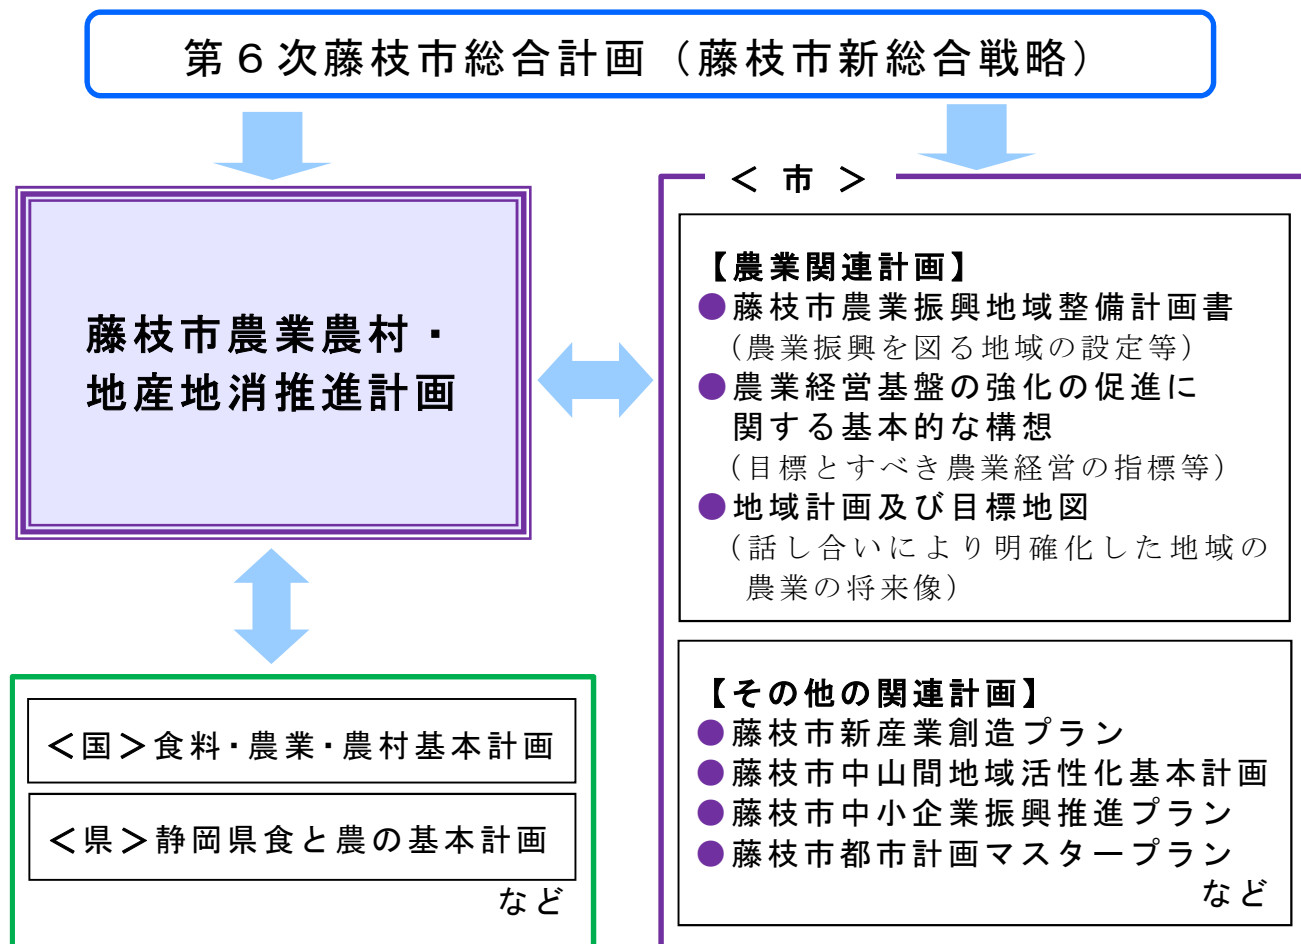 第６次藤枝市総合計画（藤枝市新総合戦略）
藤枝市農業農村・
地産地消推進計画
＜国＞食料・農業・農村基本計画
＜県＞静岡県食と農の基本計画
など
＜ 市 ＞
【農業関連計画】
●藤枝市農業振興地域整備計画書
（農業振興を図る地域の設定等）
●農業経営基盤の強化の促進に
関する基本的な構想
（目標とすべき農業経営の指標等）
●地域計画及び目標地図
（話し合いにより明確化した地域の
農業の将来像）
【その他の関連計画】
●藤枝市新産業創造プラン
●藤枝市中山間地域活性化基本計画
●藤枝市中小企業振興推進プラン
●藤枝市都市計画マスタープラン
など